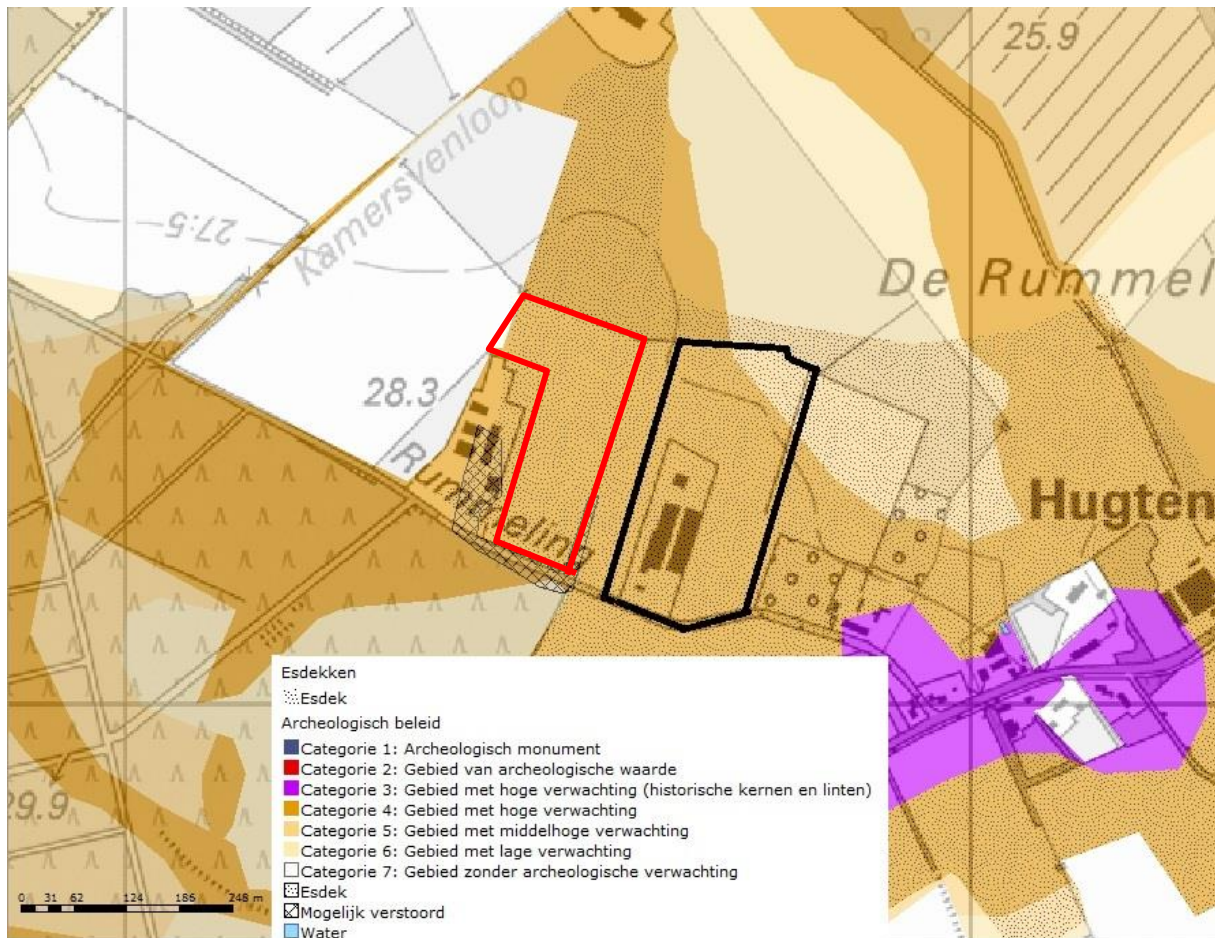 25.9
Kamersvenloop
27.5
De Rummel
28.3
Rummeling
Hugten
29.9
Esdekken
Esdek
Archeologisch beleid
Categorie 1: Archeologisch monument
Categorie 2: Gebied van archeologische waarde
Categorie 3: Gebied met hoge verwachting (historische kernen en linten)
Categorie 4: Gebied met hoge verwachting
Categorie 5: Gebied met middelhoge verwachting
Categorie 6: Gebied met lage verwachting
Categorie 7: Gebied zonder archeologische verwachting
Esdek
Mogelijk verstoord
Water
0 31 62 124 186 248 m